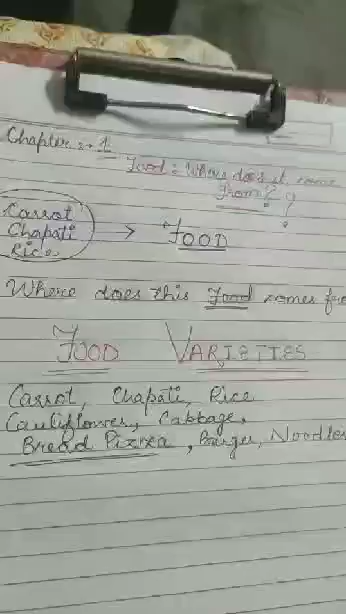 Chapter :- 1
Food : Where does it come
from? ?
Carrot
Chapati
Rice
→ FOOD
Where does this Food comes fro
FOOD VARIETIES
Carrot, Chapati, Rice
Cauliflower, Cabbage,
Bread Pizza, Burger, Noodles